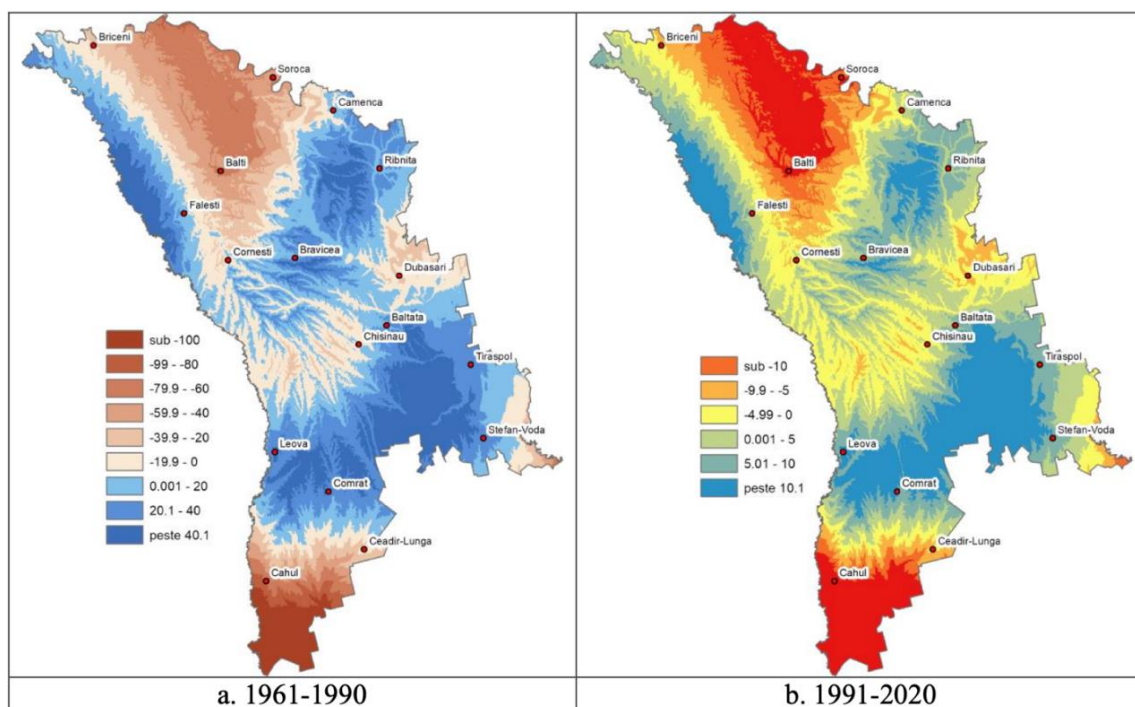 Briceni
Soroca
Camenca
Balti
Ribnita
Falesti
Cornesti
Bravicea
Dubasari
Baltata
Chisinau
Tiraspol
Stefan-Voda
Leova
Comrat
Ceadir-Lunga
Cahul
sub -100
-99 - -80
-79.9 - -60
-59.9 - -40
-39.9 - -20
-19.9 - 0
0.001 - 20
20.1 - 40
peste 40.1
a. 1961-1990
Briceni
Soroca
Camenca
Balti
Ribnita
Falesti
Cornesti
Bravicea
Dubasari
Baltata
Chisinau
Tiraspol
Stefan-Voda
Leova
Comrat
Ceadir-Lunga
Cahul
sub -10
-9.9 - -5
-4.99 - 0
0.001 - 5
5.01 - 10
peste 10.1
b. 1991-2020